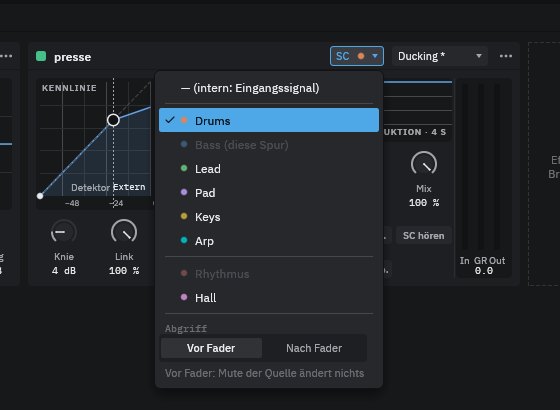 presse
SC
Ducking *
KENNLINIE
— (intern: Eingangssignal)
Drums
Bass (diese Spur)
Lead
Pad
Keys
Arp
Rhythmus
Hall
Abgriff
Vor Fader
Nach Fader
Vor Fader: Mute der Quelle ändert nichts
Detektor Extern
−48
−24
Knie
4 dB
Link
100 %
UKTION · 4 S
Mix
100 %
SC hören
In GR Out
0.0